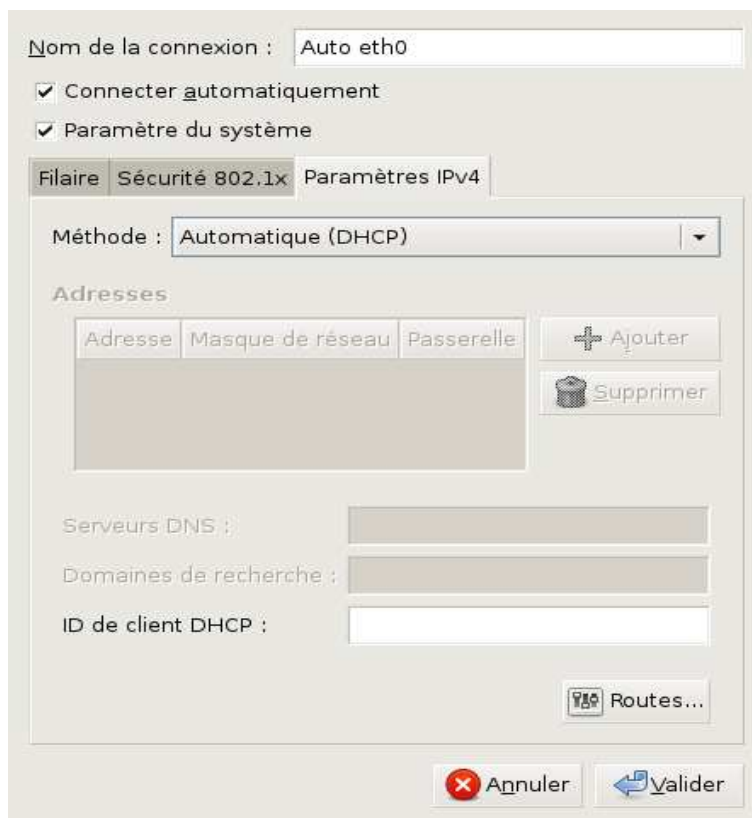 Nom de la connexion : Auto eth0
Connecter automatiquement
Paramètre du système
Filaire Sécurité 802.1x Paramètres IPv4
Méthode : Automatique (DHCP)
Adresses
Adresse Masque de réseau Passerelle Ajouter
Supprimer
Serveurs DNS :
Domaines de recherche :
ID de client DHCP :
Routes...
Annuler Valider